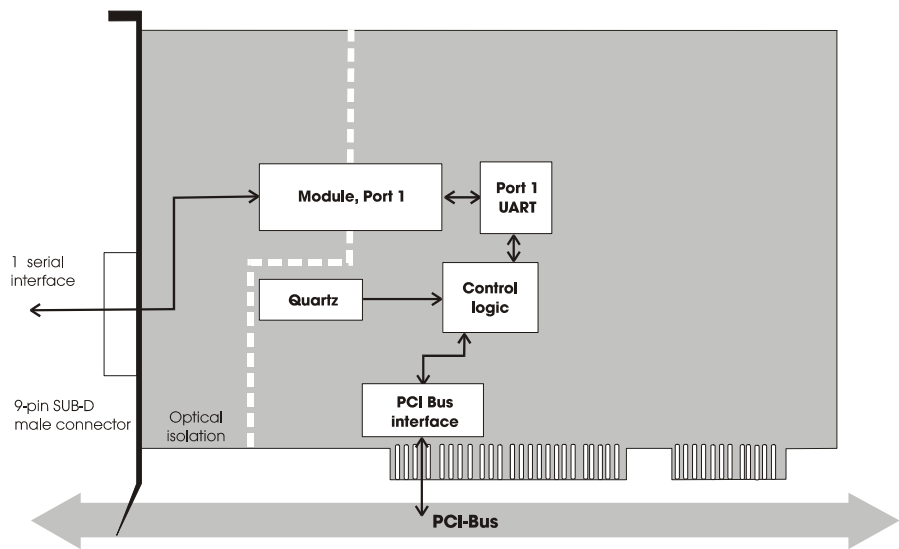 Module, Port 1
Port 1
UART
1 serial
interface
Quartz
Control
logic
9-pin SUB-D
male connector
Optical
isolation
PCI Bus
interface
PCI-Bus